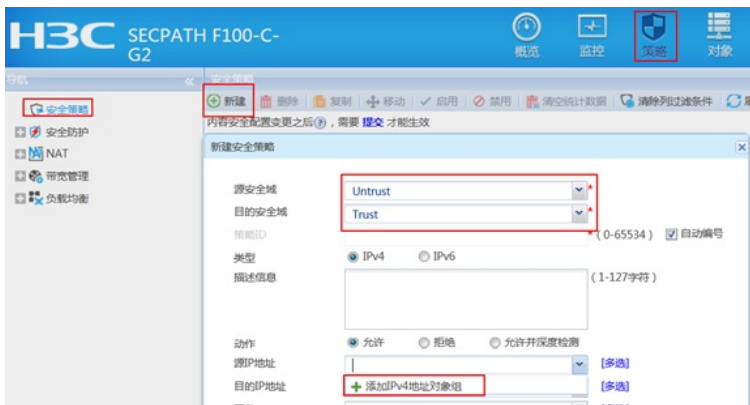 H3C SECPATH F100-C-G2
概览 监控 策略 对象
导航 « 安全策略
安全策略
新建 删除 复制 移动 启用 禁用 清空统计数据 清除列过滤条件
安全防护
内容安全配置变更之后，需要 提交 才能生效
NAT
新建安全策略
带宽管理
负载均衡
源安全域 Untrust *
目的安全域 Trust *
策略ID * (0-65534) 自动编号
类型 IPv4 IPv6
描述信息 (1-127字符)
动作 允许 拒绝 允许并深度检测
源IP地址 [多选]
目的IP地址 添加IPv4地址对象组 [多选]